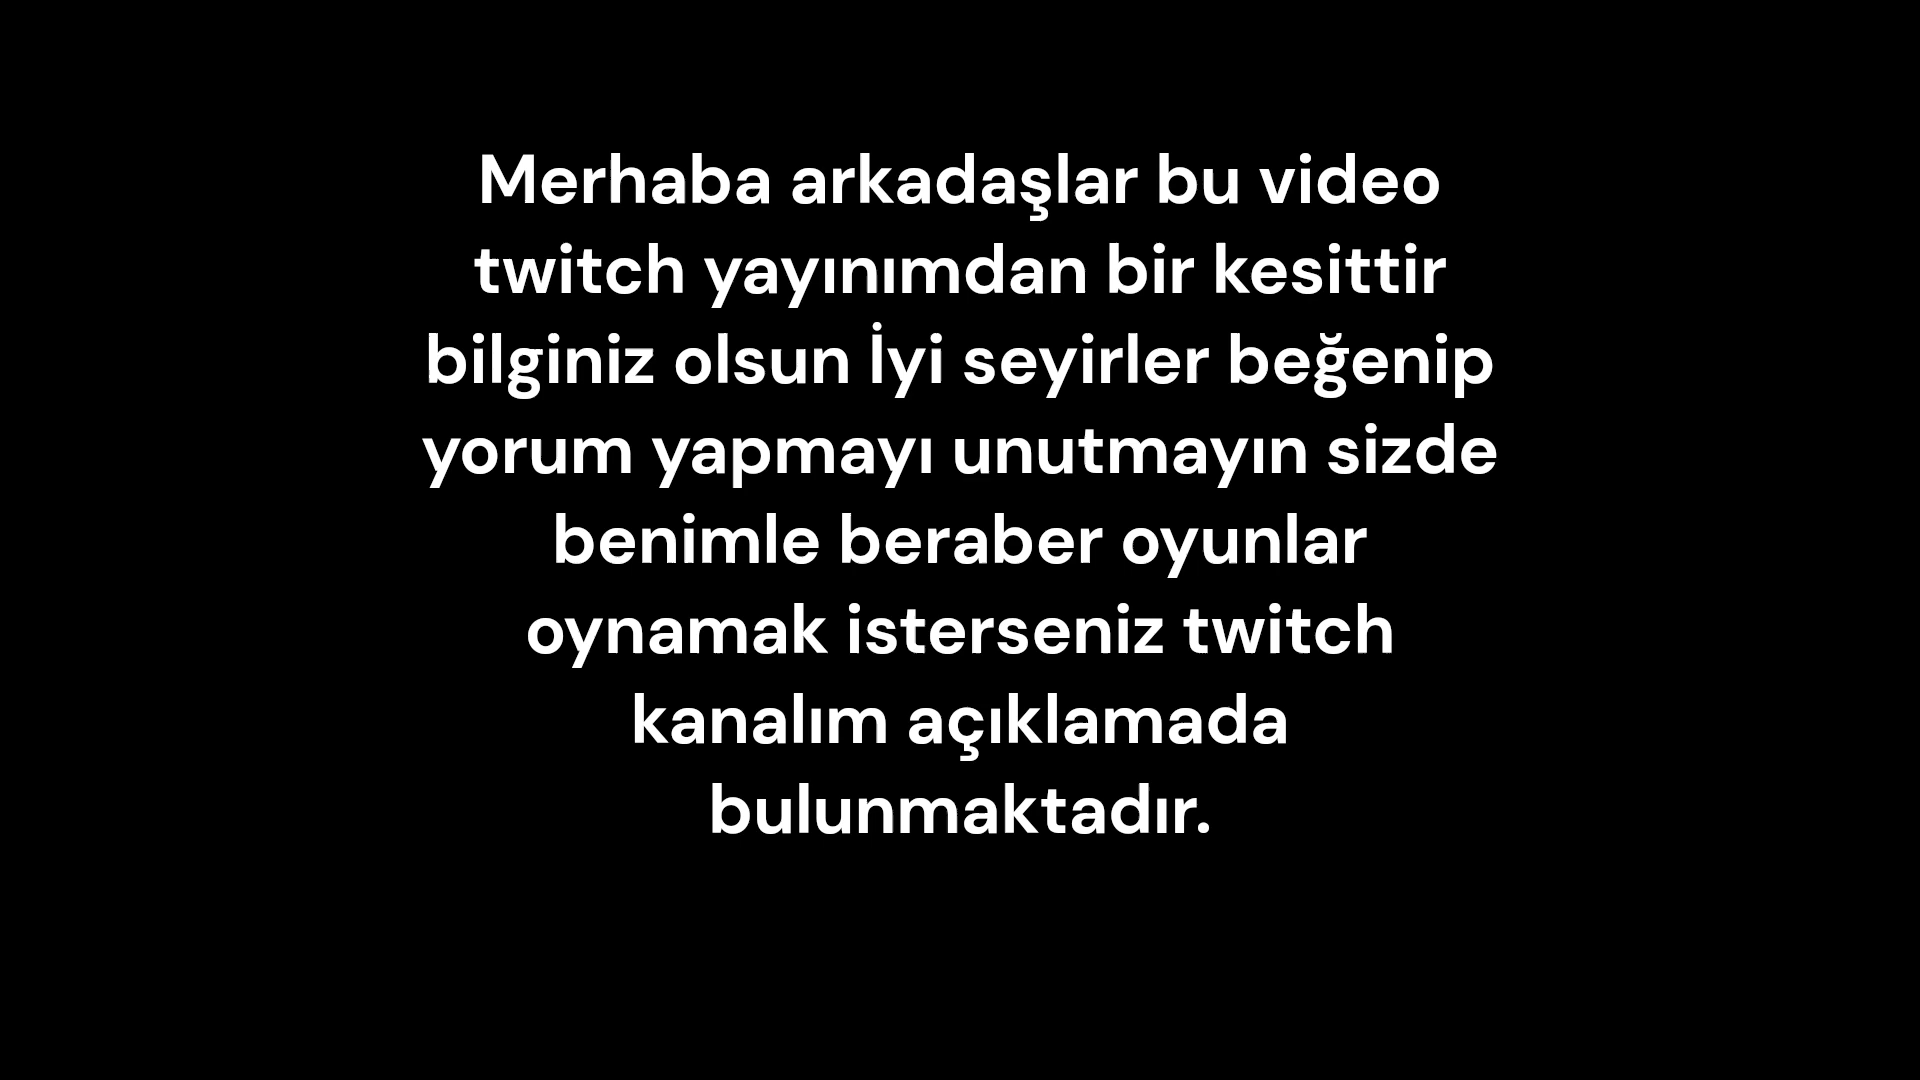 Merhaba arkadaşlar bu video
twitch yayınımdan bir kesittir
bilginiz olsun İyi seyirler beğenip
yorum yapmayı unutmayın sizde
benimle beraber oyunlar
oynamak isterseniz twitch
kanalım açıklamada
bulunmaktadır.